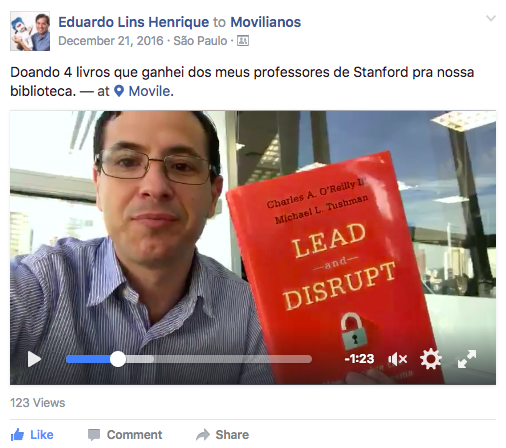 Eduardo Lins Henrique to Movilianos
December 21, 2016 · São Paulo ·
Doando 4 livros que ganhei dos meus professores de Stanford pra nossa
biblioteca. — at Movile.
Charles A. O'Reilly
Michael L. Tushman
LEAD
and
DISRUPT
-1:23
123 Views
Like Comment Share